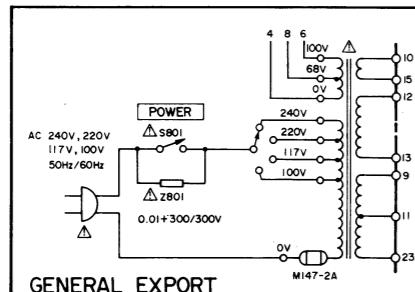 4 8 6
100V
68V
0V
10
15
12
POWER
S801
240V
220V
117V
100V
AC 240V, 220V
117V, 100V
50Hz/60Hz
Z801
0.01+300/300V
13
9
11
0V
M147-2A
23
GENERAL EXPORT